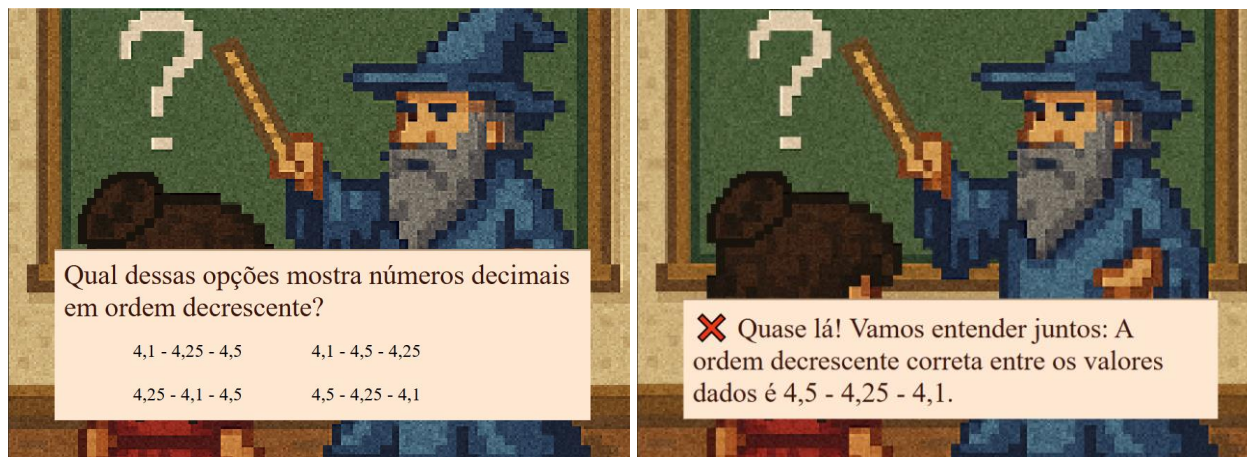 ?
Qual dessas opções mostra números decimais
em ordem decrescente?
4,1 - 4,25 - 4,5
4,1 - 4,5 - 4,25
4,25 - 4,1 - 4,5
4,5 - 4,25 - 4,1
?
❌ Quase lá! Vamos entender juntos: A
ordem decrescente correta entre os valores
dados é 4,5 - 4,25 - 4,1.